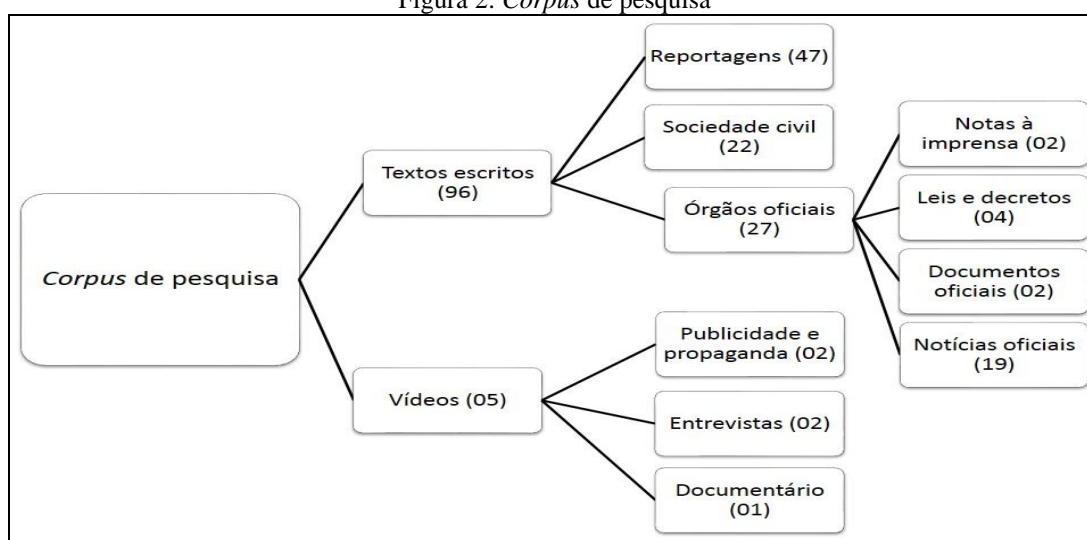 Figura 2: Corpus de pesquisa
Reportagens (47)
Sociedade civil
(22)
Textos escritos
(96)
Órgãos oficiais
(27)
Notas à
imprensa (02)
Leis e decretos
(04)
Documentos
oficiais (02)
Notícias oficiais
(19)
Corpus de pesquisa
Publicidade e
propaganda (02)
Vídeos (05)
Entrevistas (02)
Documentário
(01)